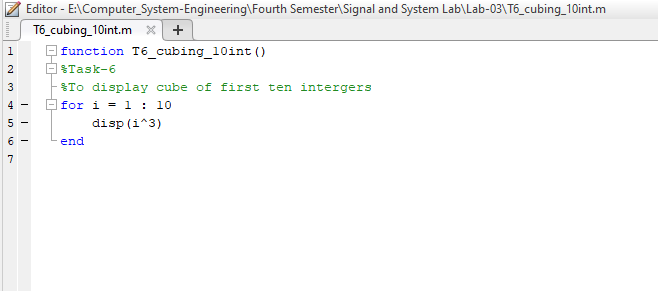 Editor - E:\Computer_System-Engineering\Fourth Semester\Signal and System Lab\Lab-03\T6_cubing_10int.m
T6_cubing_10int.m × +
1 function T6_cubing_10int()
2 %Task-6
3 %To display cube of first ten intergers
4 – for i = 1 : 10
5 – disp(i^3)
6 – end
7